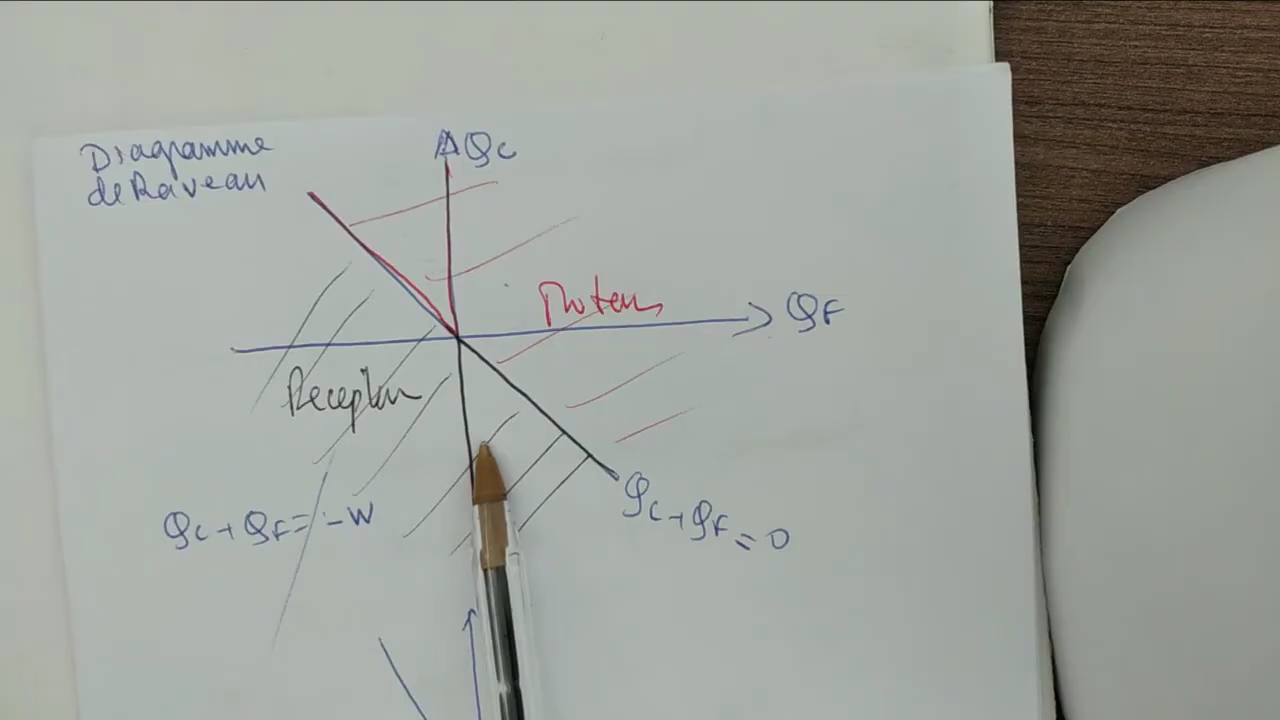 Diagramme
de Raveau
Qc
Moteur
QF
Recepteur
Qc + QF = -W
Qc + QF = 0